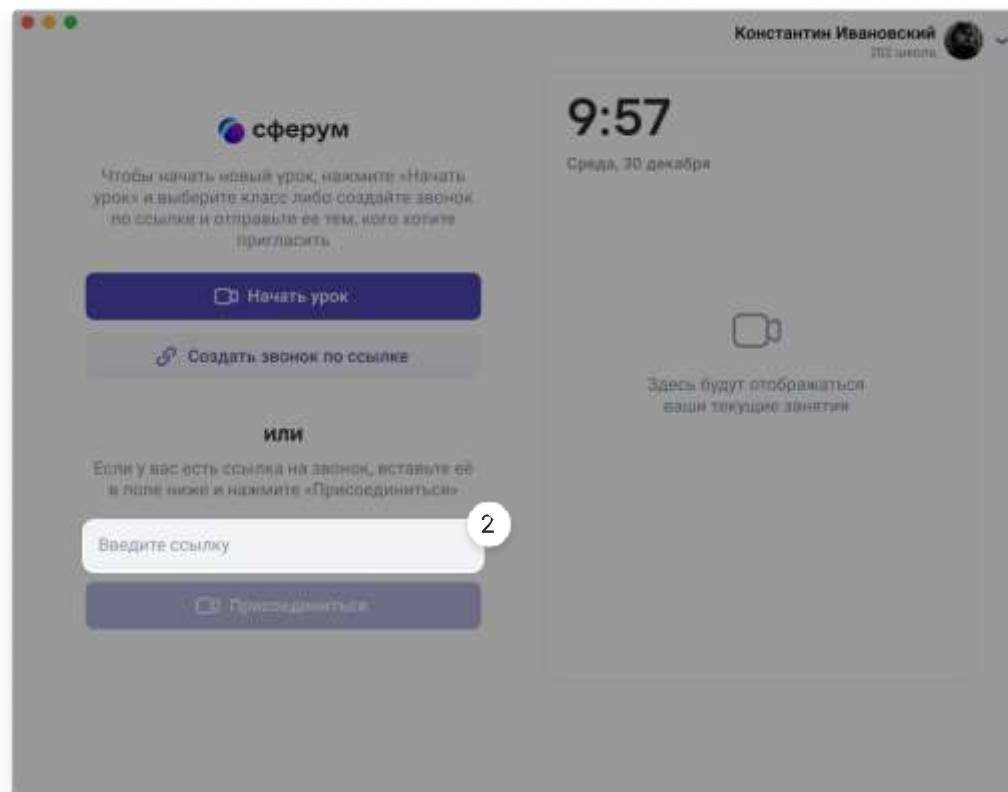 Константин Ивановский
202 школа
сферум
Чтобы начать новый урок, нажмите «Начать
урок» и выберите класс либо создайте звонок
по ссылке и отправьте ее тем, кого хотите
пригласить
Начать урок
Создать звонок по ссылке
или
Если у вас есть ссылка на звонок, вставьте её
в поле ниже и нажмите «Присоединиться»
Введите ссылку
2
Присоединиться
9:57
Среда, 30 декабря
Здесь будут отображаться
ваши текущие занятия